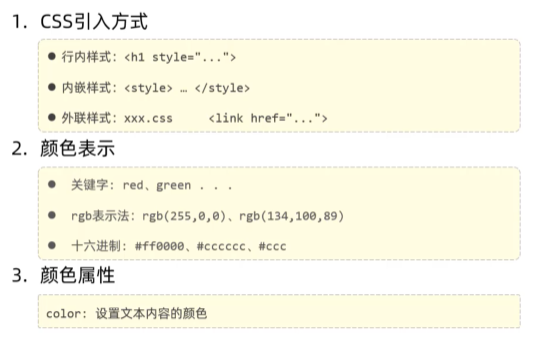 1. CSS引入方式
● 行内样式: <h1 style="...">
● 内嵌样式: <style> … </style>
● 外联样式: xxx.css <link href="...">
2. 颜色表示
● 关键字: red、green . . .
● rgb表示法: rgb(255,0,0)、rgb(134,100,89)
● 十六进制: #ff0000、#cccccc、#ccc
3. 颜色属性
color: 设置文本内容的颜色